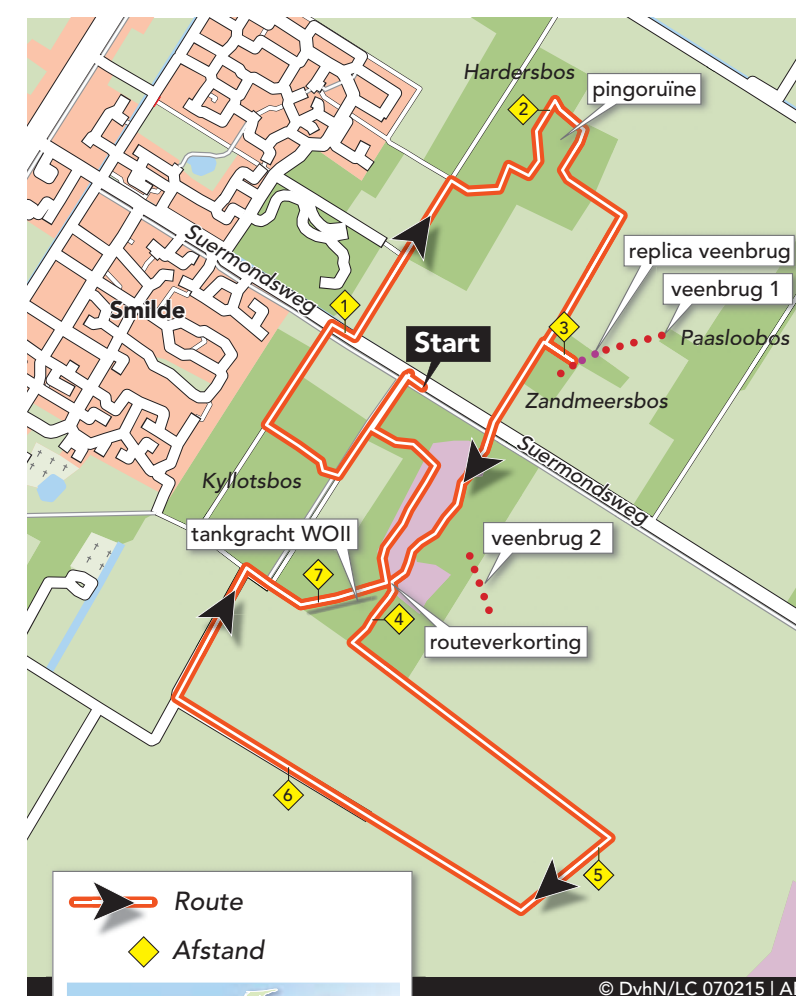 Hardersbos
pingoruïne
2
Suermondsweg
replica veenbrug
veenbrug 1
1
Smilde
Start
3
Paasloobos
Zandmeersbos
Suermondsweg
Kyllotsbos
tankgracht WOII
veenbrug 2
7
4
routeverkorting
6
5
Route
Afstand
© DvhN/LC 070215 |